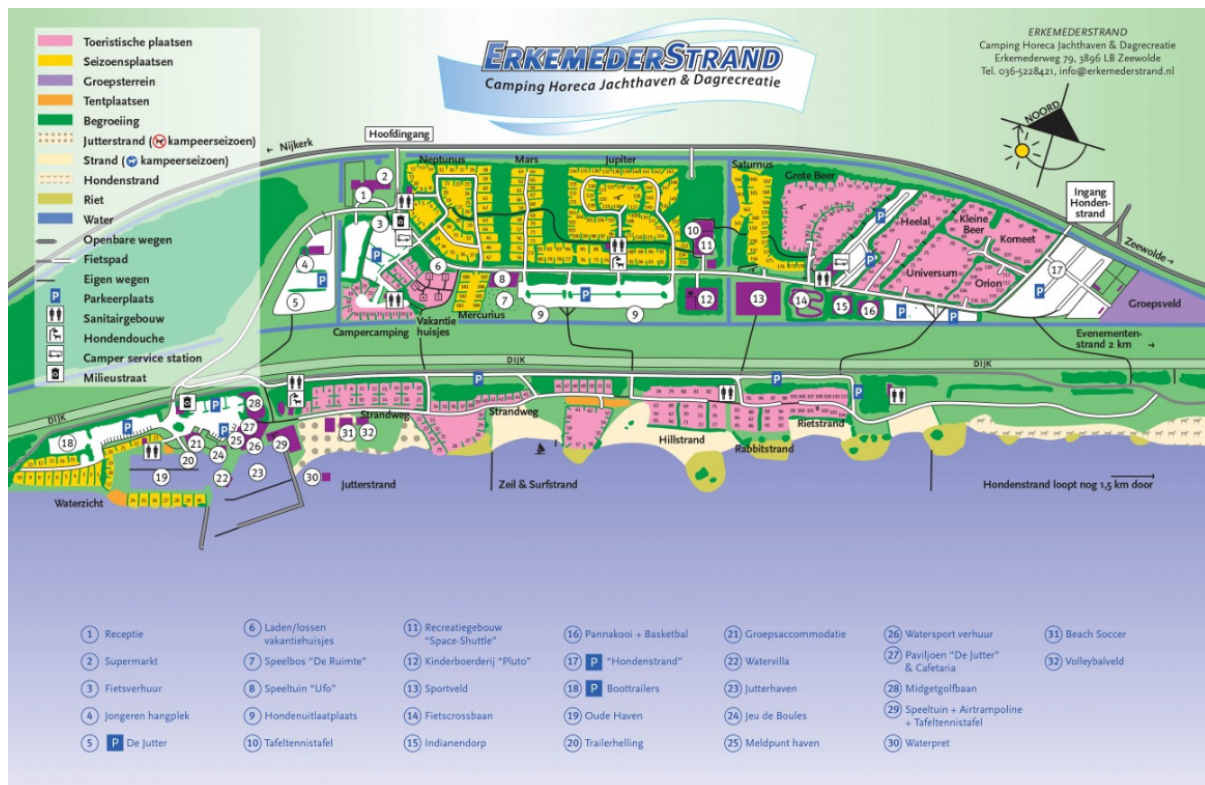 Toeristische plaatsen
Seizoensplaatsen
Groepsterrein
Tentplaatsen
Begroeiing
Jutterstrand ( kampeerseizoen)
Strand ( kampeerseizoen)
Hondenstrand
Riet
Water
Openbare wegen
Fietspad
Eigen wegen
P Parkeerplaats
Sanitairgebouw
Hondendouche
Camper service station
Milieustraat
ERKEMEDERSTRAND
Camping Horeca Jachthaven & Dagrecreatie
ERKEMEDERSTRAND
Camping Horeca Jachthaven & Dagrecreatie
Erkemederweg 79, 3896 LB Zeewolde
Tel. 036-5228421, info@erkemederstrand.nl
NOORD
← Nijkerk
Hoofdingang
Neptunus
Mars
Jupiter
Saturnus
Grote Beer
Heelal
Kleine
Beer
Komeet
Universum
Orion
Ingang
Honden-
strand
Zeewolde
→
Groepsveld
Evenementen-
strand 2 km →
Campercamping
Vakantie
huisjes
Mercurius
DIJK
DIJK
DIJK
DIJK
Strandweg
Strandweg
Hillstrand
Rabbitstrand
Rietstrand
Waterzicht
Jutterstrand
Zeil & Surfstrand
Hondenstrand loopt nog 1,5 km door
1 Receptie
2 Supermarkt
3 Fietsverhuur
4 Jongeren hangplek
5 P De Jutter
6 Laden/lossen
vakantiehuisjes
7 Speelbos "De Ruimte"
8 Speeltuin "Ufo"
9 Hondenuitlaatplaats
10 Tafeltennistafel
11 Recreatiegebouw
"Space-Shuttle"
12 Kinderboerderij "Pluto"
13 Sportveld
14 Fietscrossbaan
15 Indianendorp
16 Pannakooi + Basketbal
17 P "Hondenstrand"
18 P Boottrailers
19 Oude Haven
20 Trailerhelling
21 Groepsaccommodatie
22 Watervilla
23 Jutterhaven
24 Jeu de Boules
25 Meldpunt haven
26 Watersport verhuur
27 Paviljoen "De Jutter"
& Cafetaria
28 Midgetgolfbaan
29 Speeltuin + Airtrampoline
+ Tafeltennistafel
30 Waterpret
31 Beach Soccer
32 Volleybalveld